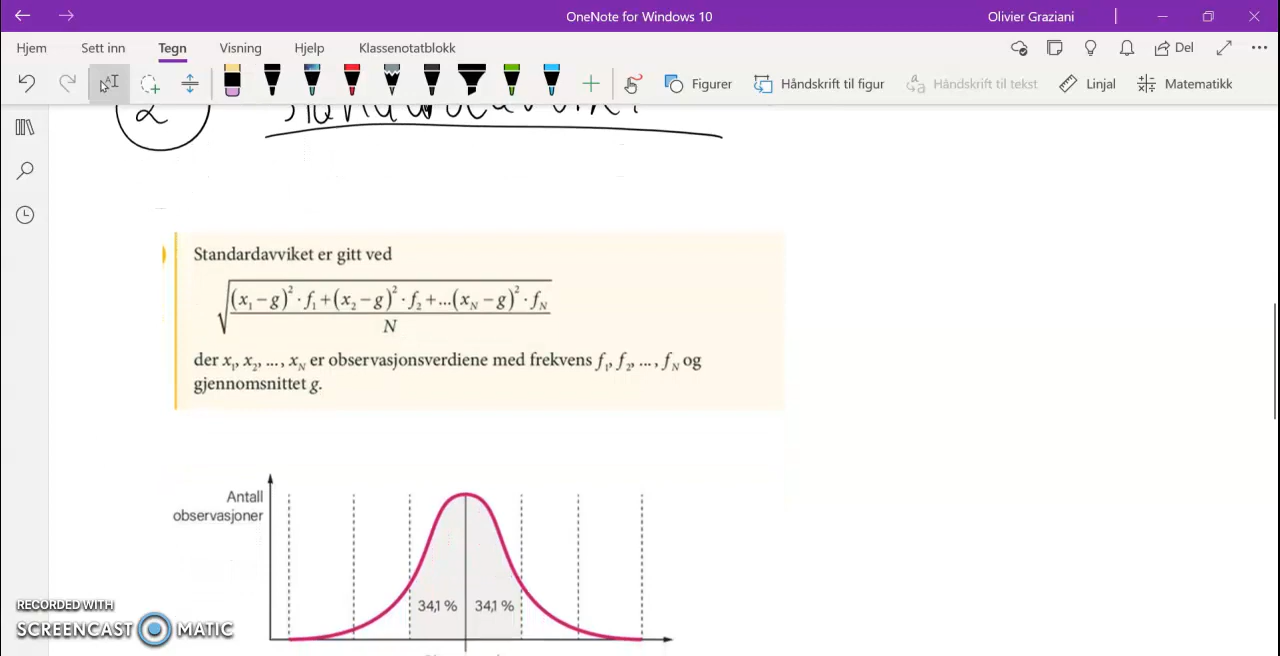 OneNote for Windows 10
Olivier Graziani
Hjem Sett inn Tegn Visning Hjelp Klassenotatblokk Del
Figurer Håndskrift til figur Håndskrift til tekst Linjal Matematikk
2
Standardavviket er gitt ved
√((x₁ – g)² · f₁ + (x₂ – g)² · f₂ + ...(x_N – g)² · f_N
N
der x₁, x₂, ..., x_N er observasjonsverdiene med frekvens f₁, f₂, ..., f_N og
gjennomsnittet g.
Antall
observasjoner
34,1 % 34,1 %
RECORDED WITH
SCREENCAST MATIC